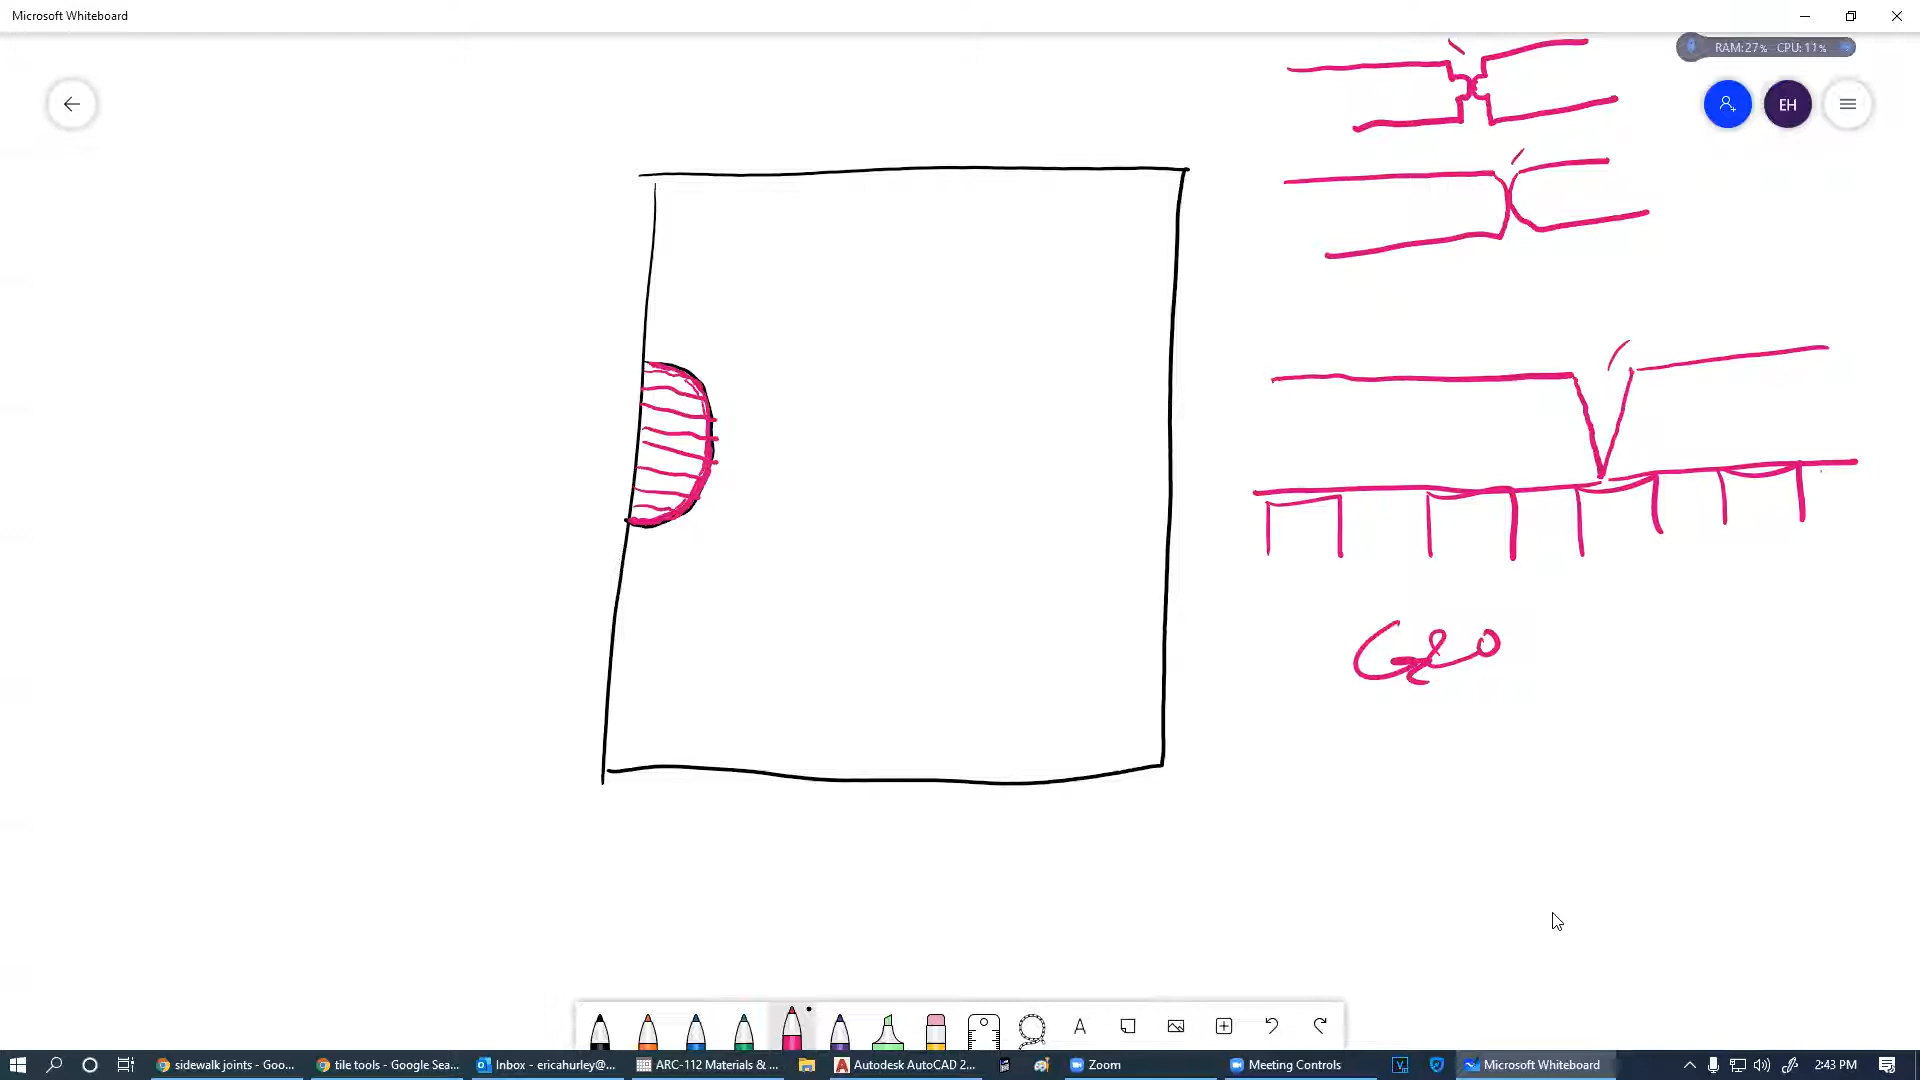 Microsoft Whiteboard
RAM:27% CPU:11%
EH
Geo
A
sidewalk joints - Goo...
tile tools - Google Sea...
Inbox - ericahurley@...
ARC-112 Materials & ...
Autodesk AutoCAD 2...
Zoom
Meeting Controls
Microsoft Whiteboard
2:43 PM